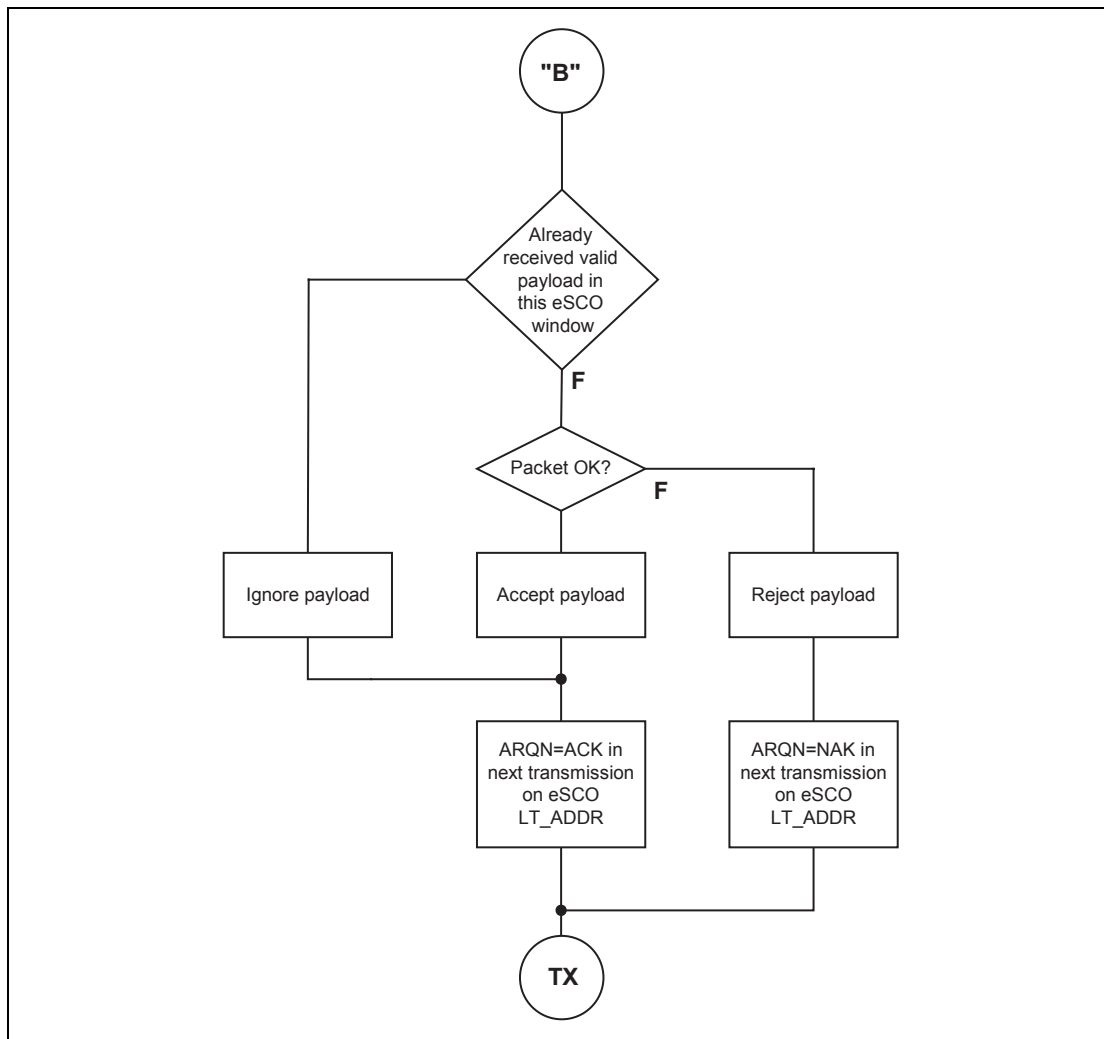 "B"
Already
received valid
payload in
this eSCO
window
F
Packet OK?
F
Ignore payload
Accept payload
Reject payload
ARQN=ACK in
next transmission
on eSCO
LT_ADDR
ARQN=NAK in
next transmission
on eSCO
LT_ADDR
TX